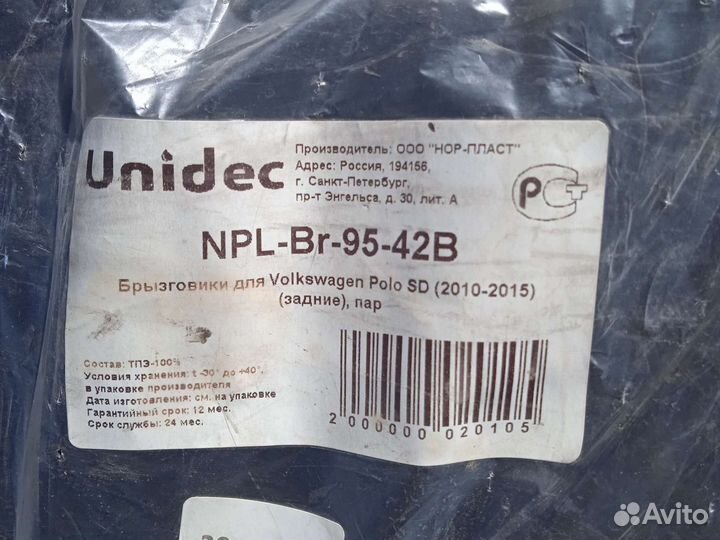 Unidec
Производитель: ООО "НОР-ПЛАСТ"
Адрес: Россия, 194156,
г. Санкт-Петербург,
пр-т Энгельса, д. 30, лит. А
РСТ
NPL-Br-95-42B
Брызговики для Volkswagen Polo SD (2010-2015)
(задние), пар
Состав: ТПЭ-100%
Условия хранения: t -30° до +40°,
в упаковке производителя
Дата изготовления: см. на упаковке
Гарантийный срок: 12 мес.
Срок службы: 24 мес.
2 000000 020105
Avito